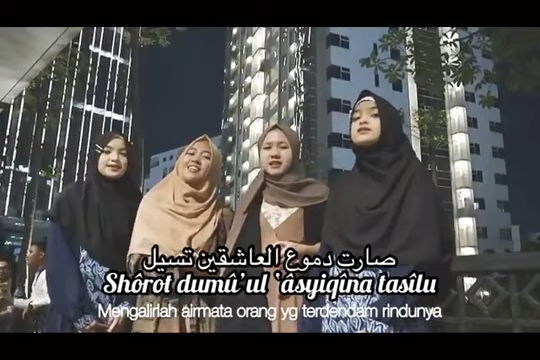 صارت دموع العاشقين تسيل
Shôrot dumû'ul 'âsyiqîna tasîlu
Mengalirlah airmata orang yg terdendam rindunya